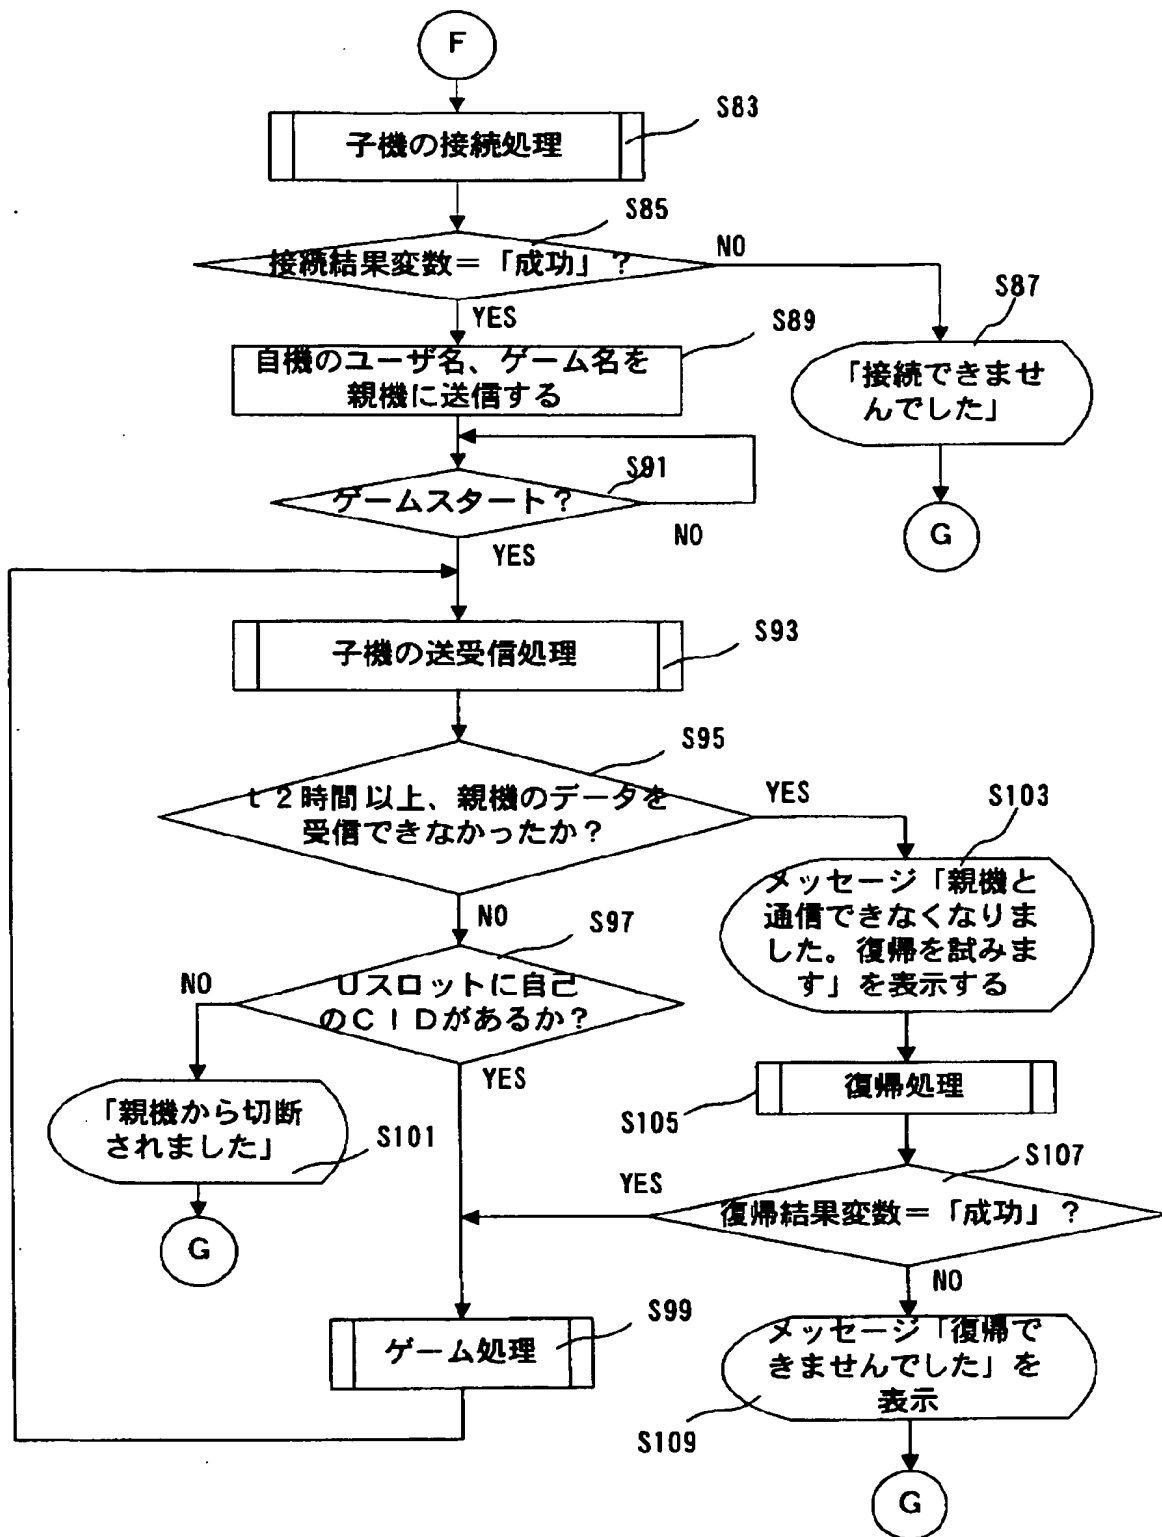 F
S83
子機の接続処理
S85
接続結果変数=「成功」?
NO
YES
S87
S89
自機のユーザ名、ゲーム名を
親機に送信する
「接続できませ
んでした」
S91
ゲームスタート?
NO
YES
G
S93
子機の送受信処理
S95
t2時間以上、親機のデータを
受信できなかったか?
YES
NO
S103
メッセージ「親機と
通信できなくなりま
した。復帰を試みま
す」を表示する
S97
Uスロットに自己
のCIDがあるか?
NO
YES
「親機から切断
されました」
S101
G
復帰処理
S105
S107
復帰結果変数=「成功」?
YES
NO
S99
ゲーム処理
メッセージ「復帰で
きませんでした」を
表示
S109
G